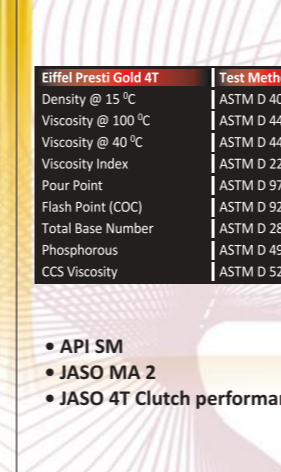 Eiffel Presti Gold 4T Test Meth
Density @ 15 ⁰C ASTM D 40
Viscosity @ 100 ⁰C ASTM D 44
Viscosity @ 40 ⁰C ASTM D 44
Viscosity Index ASTM D 22
Pour Point ASTM D 97
Flash Point (COC) ASTM D 92
Total Base Number ASTM D 28
Phosphorous ASTM D 49
CCS Viscosity ASTM D 52
• API SM
• JASO MA 2
• JASO 4T Clutch performa